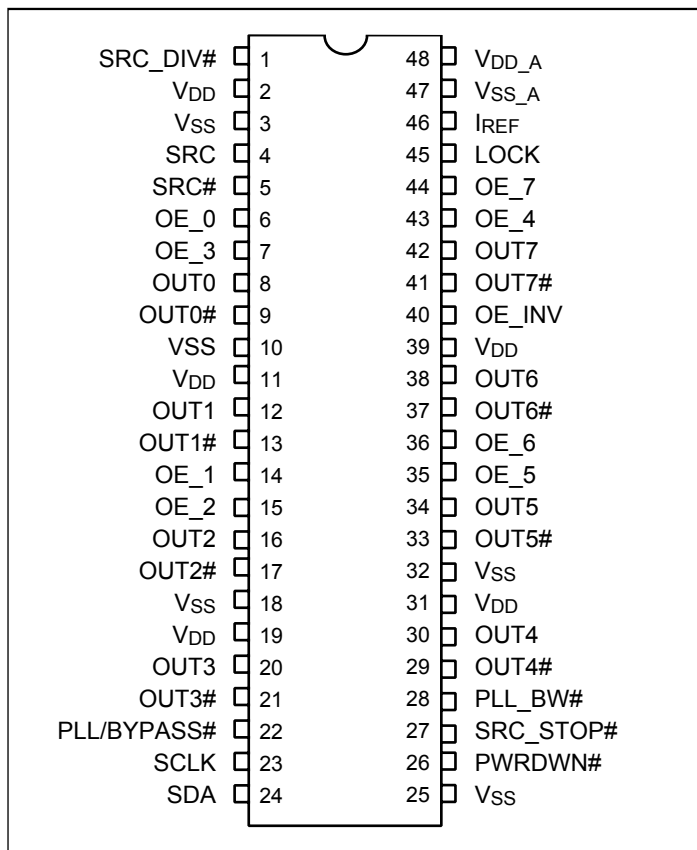 SRC_DIV# 1 48 VDD_A
VDD 2 47 VSS_A
VSS 3 46 IREF
SRC 4 45 LOCK
SRC# 5 44 OE_7
OE_0 6 43 OE_4
OE_3 7 42 OUT7
OUT0 8 41 OUT7#
OUT0# 9 40 OE_INV
VSS 10 39 VDD
VDD 11 38 OUT6
OUT1 12 37 OUT6#
OUT1# 13 36 OE_6
OE_1 14 35 OE_5
OE_2 15 34 OUT5
OUT2 16 33 OUT5#
OUT2# 17 32 VSS
VSS 18 31 VDD
VDD 19 30 OUT4
OUT3 20 29 OUT4#
OUT3# 21 28 PLL_BW#
PLL/BYPASS# 22 27 SRC_STOP#
SCLK 23 26 PWRDWN#
SDA 24 25 VSS